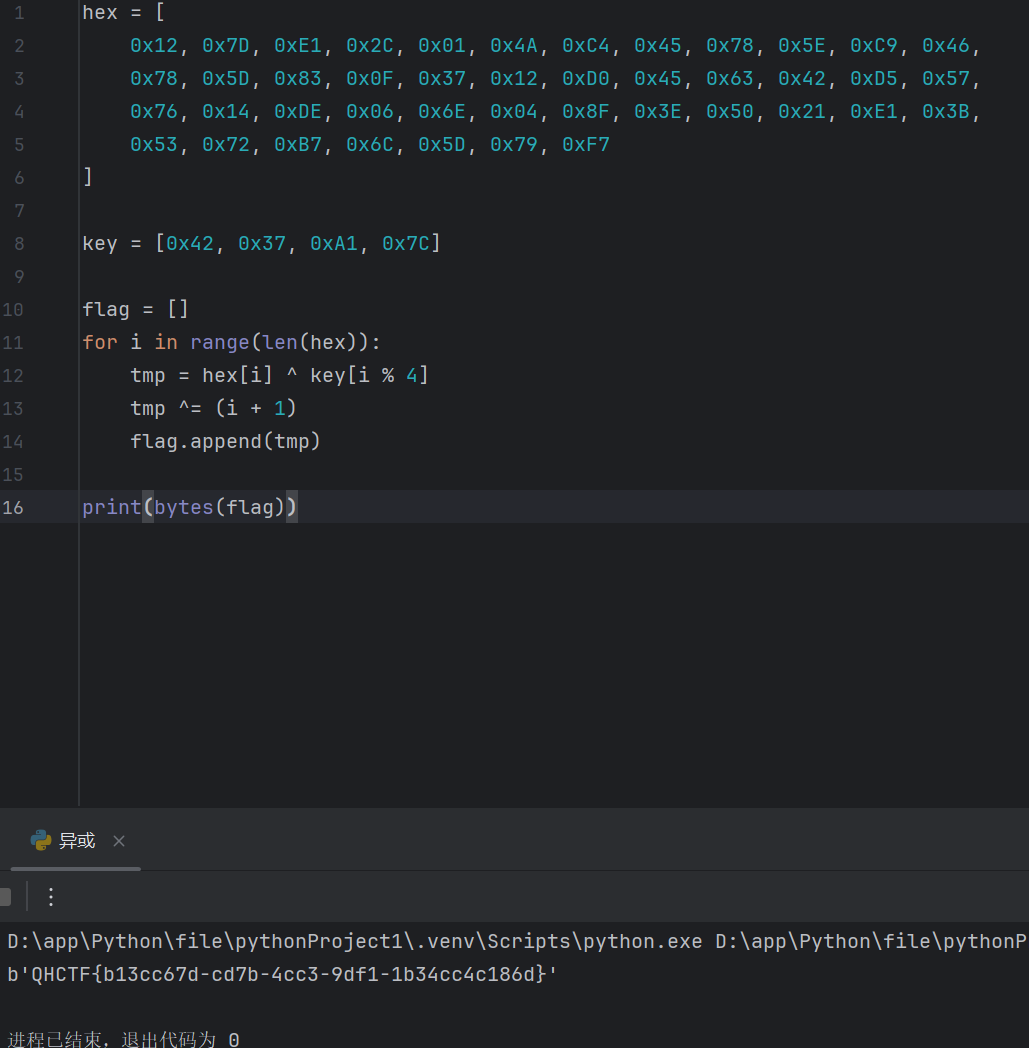 1 hex = [
2 0x12, 0x7D, 0xE1, 0x2C, 0x01, 0x4A, 0xC4, 0x45, 0x78, 0x5E, 0xC9, 0x46,
3 0x78, 0x5D, 0x83, 0x0F, 0x37, 0x12, 0xD0, 0x45, 0x63, 0x42, 0xD5, 0x57,
4 0x76, 0x14, 0xDE, 0x06, 0x6E, 0x04, 0x8F, 0x3E, 0x50, 0x21, 0xE1, 0x3B,
5 0x53, 0x72, 0xB7, 0x6C, 0x5D, 0x79, 0xF7
6 ]
7
8 key = [0x42, 0x37, 0xA1, 0x7C]
9
10 flag = []
11 for i in range(len(hex)):
12 tmp = hex[i] ^ key[i % 4]
13 tmp ^= (i + 1)
14 flag.append(tmp)
15
16 print(bytes(flag))
异或
D:\app\Python\file\pythonProject1\.venv\Scripts\python.exe D:\app\Python\file\pythonP
b'QHCTF{b13cc67d-cd7b-4cc3-9df1-1b34cc4c186d}'
进程已结束，退出代码为 0